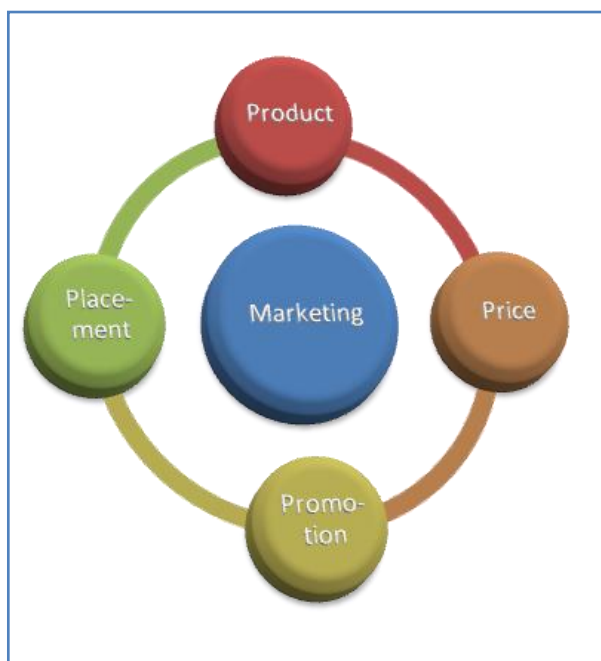 Product
Place-
ment
Marketing
Price
Promo-
tion